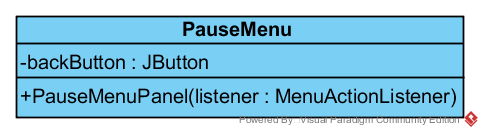 PauseMenu
-backButton : JButton
+PauseMenuPanel(listener : MenuActionListener)
Powered By Visual Paradigm Community Edition